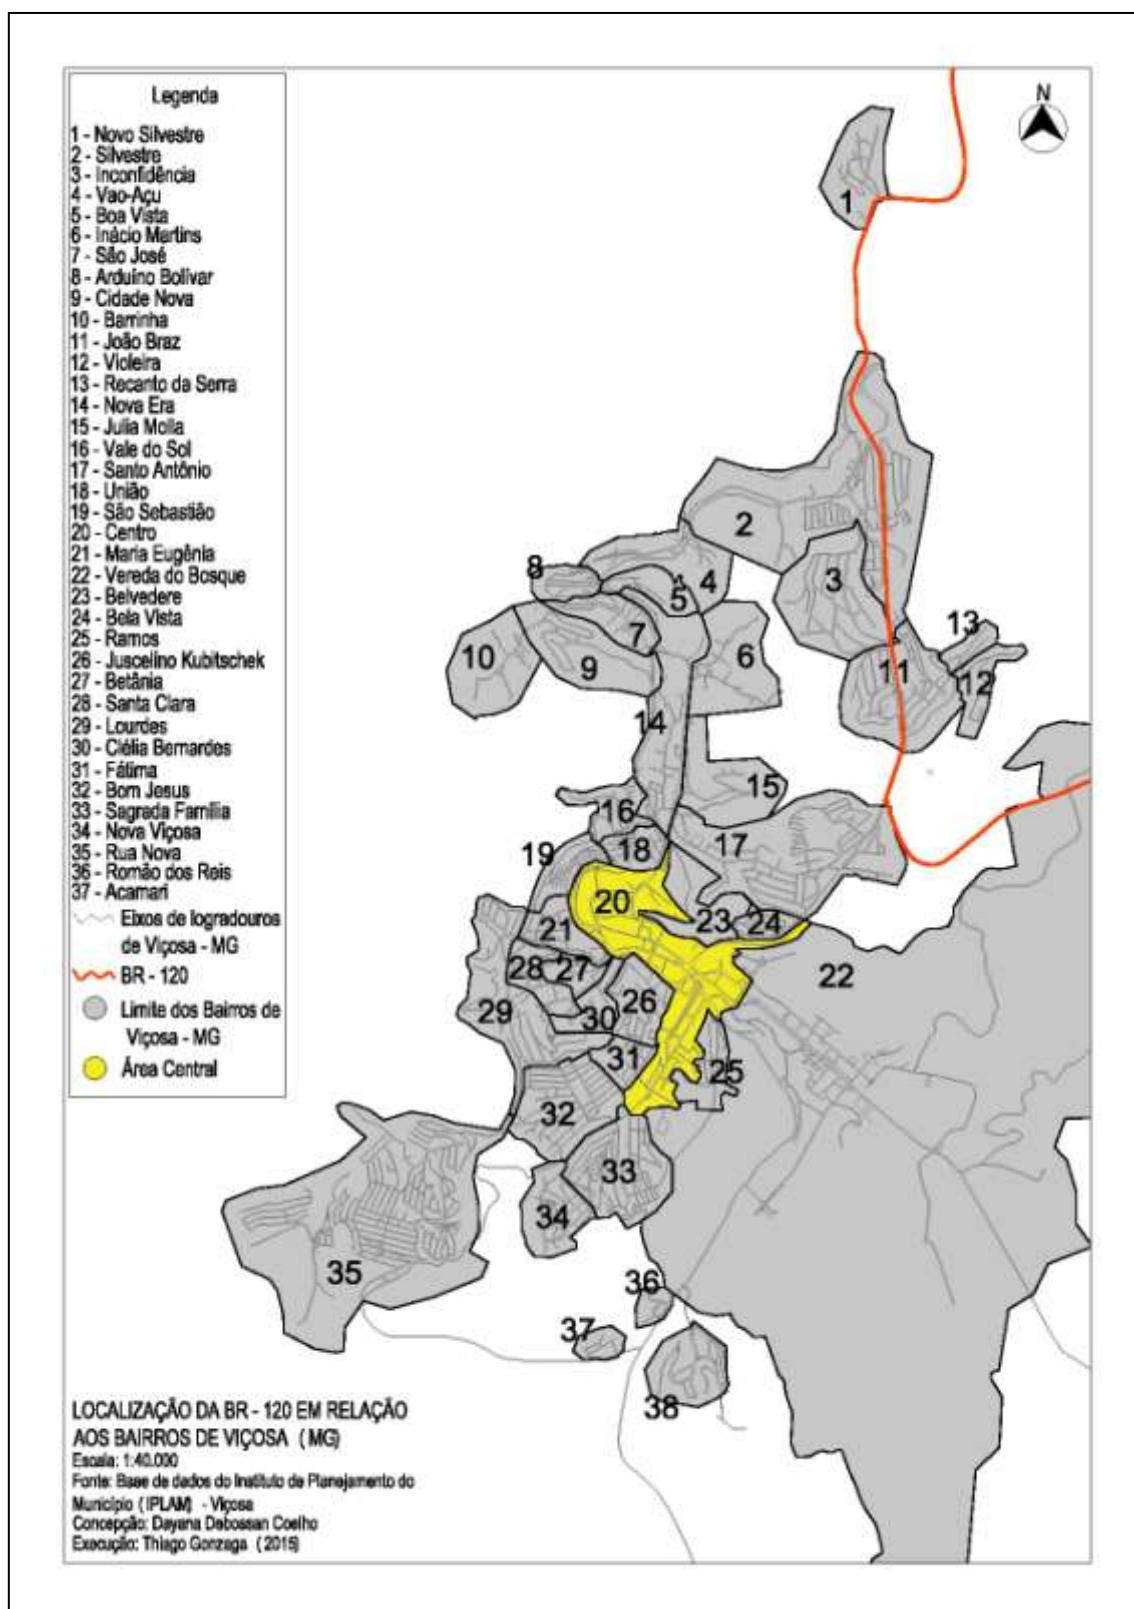 Legenda
1 - Novo Silvestre
2 - Silvestre
3 - Inconfidência
4 - Vao-Açu
5 - Boa Vista
6 - Inácio Martins
7 - São José
8 - Arduíno Bolívar
9 - Cidade Nova
10 - Barrinha
11 - João Braz
12 - Violeira
13 - Recanto da Serra
14 - Nova Era
15 - Julia Molla
16 - Vale do Sol
17 - Santo Antônio
18 - União
19 - São Sebastião
20 - Centro
21 - Maria Eugênia
22 - Vereda do Bosque
23 - Belvedere
24 - Bela Vista
25 - Ramos
26 - Juscelino Kubitschek
27 - Betânia
28 - Santa Clara
29 - Lourdes
30 - Clélia Bernardes
31 - Fátima
32 - Bom Jesus
33 - Sagrada Família
34 - Nova Viçosa
35 - Rua Nova
36 - Romão dos Reis
37 - Acamari
Eixos de logradouros
de Viçosa - MG
BR - 120
Limite dos Bairros de
Viçosa - MG
Área Central
N
1
2
3
8
4
5
13
7
6
10
9
11
12
14
15
16
17
19
18
20
23
24
21
28
27
22
26
29
30
31
25
32
33
34
35
36
37
38
LOCALIZAÇÃO DA BR - 120 EM RELAÇÃO
AOS BAIRROS DE VIÇOSA ( MG)
Escala: 1:40.000
Fonte: Base de dados do Instituto de Planejamento do
Município ( IPLAM) - Viçosa
Concepção: Dayana Debossan Coelho
Execução: Thiago Gonzaga ( 2015)